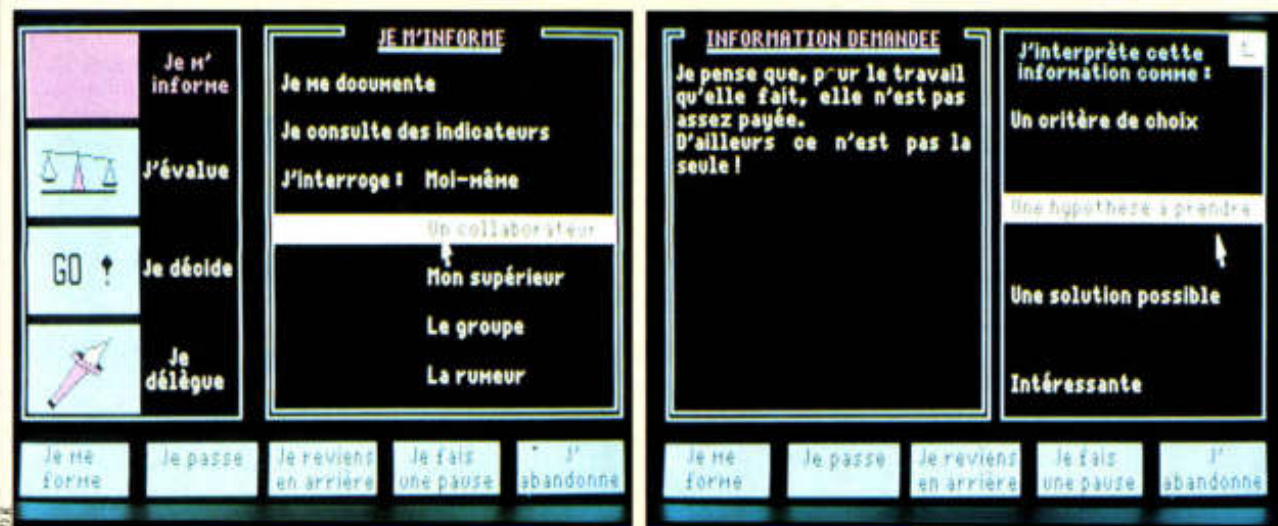 Je m'
informe
J'évalue
GO !
Je décide
Je
délègue
JE M'INFORME
Je me documente
Je consulte des indicateurs
J'interroge : Moi-même
Un collaborateur
Mon supérieur
Le groupe
La rumeur
Je me
forme
Je passe
Je reviens
en arrière
Je fais
une pause
J'
abandonne
INFORMATION DEMANDEE
Je pense que, pour le travail
qu'elle fait, elle n'est pas
assez payée.
D'ailleurs ce n'est pas la
seule !
J'interprète cette
information comme :
Un critère de choix
Une hypothèse à prendre
Une solution possible
Intéressante
Je me
forme
Je passe
Je reviens
en arrière
Je fais
une pause
J'
abandonne